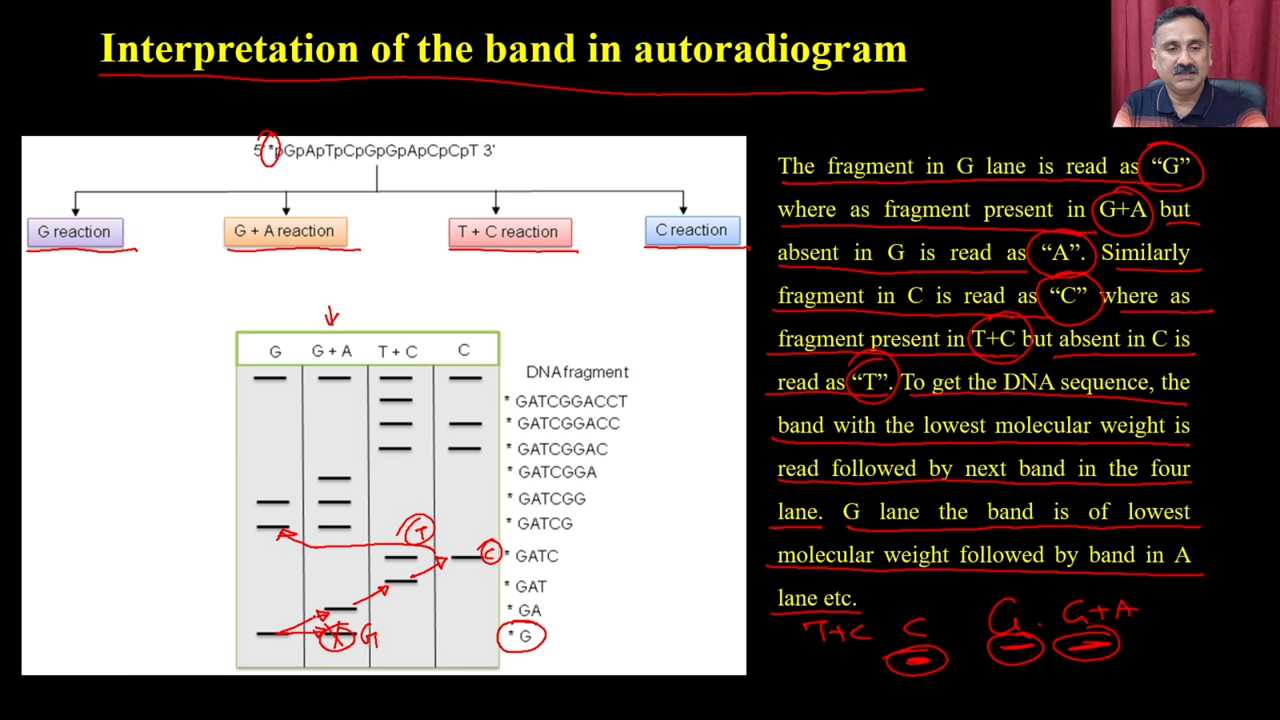 Interpretation of the band in autoradiogram
5'*pGpApTpCpGpGpApCpCpT 3'
G reaction
G + A reaction
T + C reaction
C reaction
G
G + A
T + C
C
DNA fragment
* GATCGGACCT
* GATCGGACC
* GATCGGAC
* GATCGGA
* GATCGG
* GATCG
T
C
* GATC
* GAT
* GA
G
* G
The fragment in G lane is read as “G”
where as fragment present in G+A but
absent in G is read as “A”. Similarly
fragment in C is read as “C” where as
fragment present in T+C but absent in C is
read as “T”. To get the DNA sequence, the
band with the lowest molecular weight is
read followed by next band in the four
lane. G lane the band is of lowest
molecular weight followed by band in A
lane etc.
T+C C G. G+A